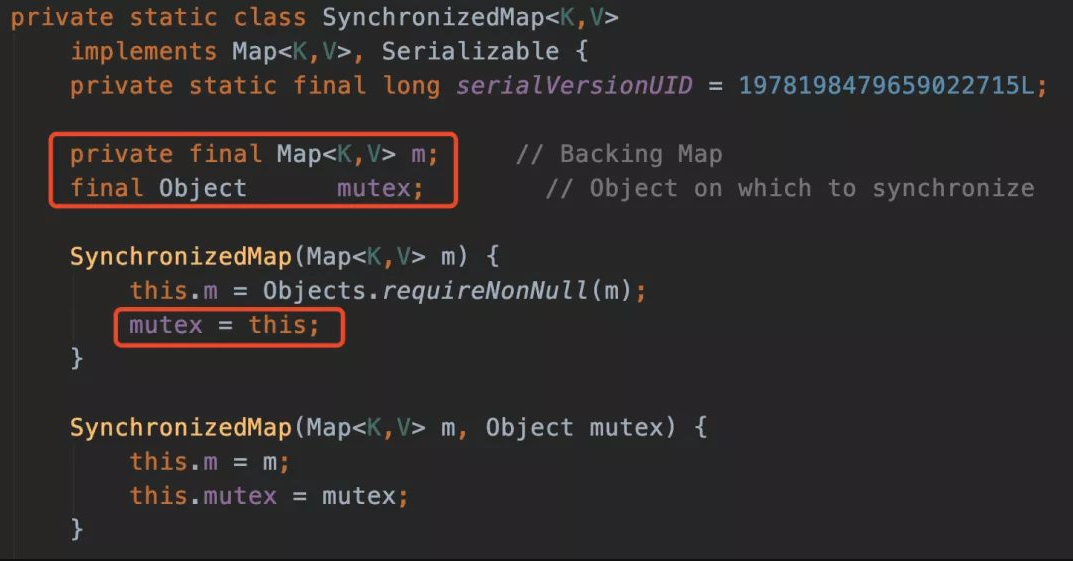 private static class SynchronizedMap<K,V>
implements Map<K,V>, Serializable {
private static final long serialVersionUID = 1978198479659022715L;
private final Map<K,V> m; // Backing Map
final Object mutex; // Object on which to synchronize
SynchronizedMap(Map<K,V> m) {
this.m = Objects.requireNonNull(m);
mutex = this;
}
SynchronizedMap(Map<K,V> m, Object mutex) {
this.m = m;
this.mutex = mutex;
}